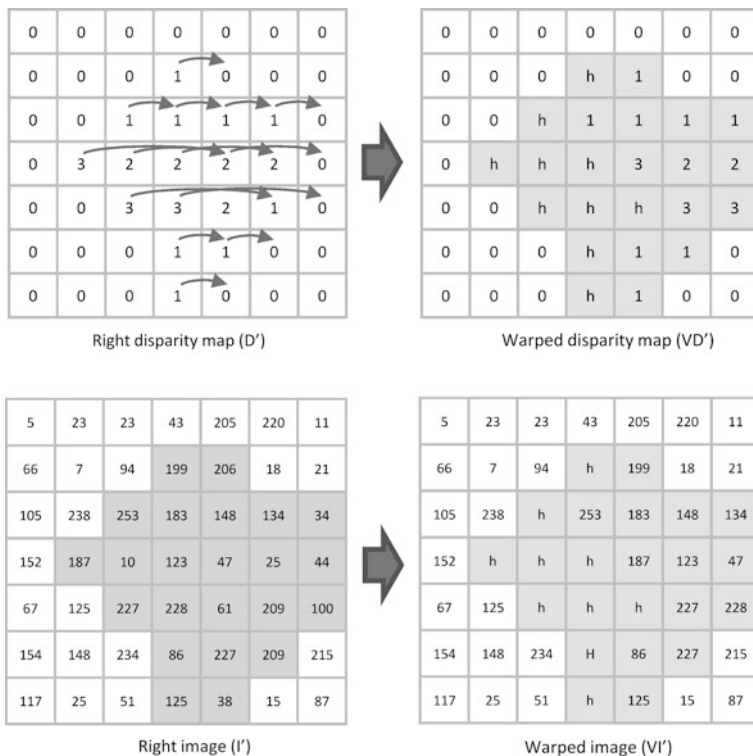 0 0 0 0 0 0 0
0 0 0 1 0 0 0
0 0 1 1 1 1 0
0 3 2 2 2 2 0
0 0 3 3 2 1 0
0 0 0 1 1 0 0
0 0 0 1 0 0 0
Right disparity map (D’)
0 0 0 0 0 0 0
0 0 0 h 1 0 0
0 0 h 1 1 1 1
0 h h h 3 2 2
0 0 h h h 3 3
0 0 0 h 1 1 0
0 0 0 h 1 0 0
Warped disparity map (VD’)
5 23 23 43 205 220 11
66 7 94 199 206 18 21
105 238 253 183 148 134 34
152 187 10 123 47 25 44
67 125 227 228 61 209 100
154 148 234 86 227 209 215
117 25 51 125 38 15 87
Right image (I’)
5 23 23 43 205 220 11
66 7 94 h 199 18 21
105 238 h 253 183 148 134
152 h h h 187 123 47
67 125 h h h 227 228
154 148 234 H 86 227 215
117 25 51 h 125 15 87
Warped image (VI’)